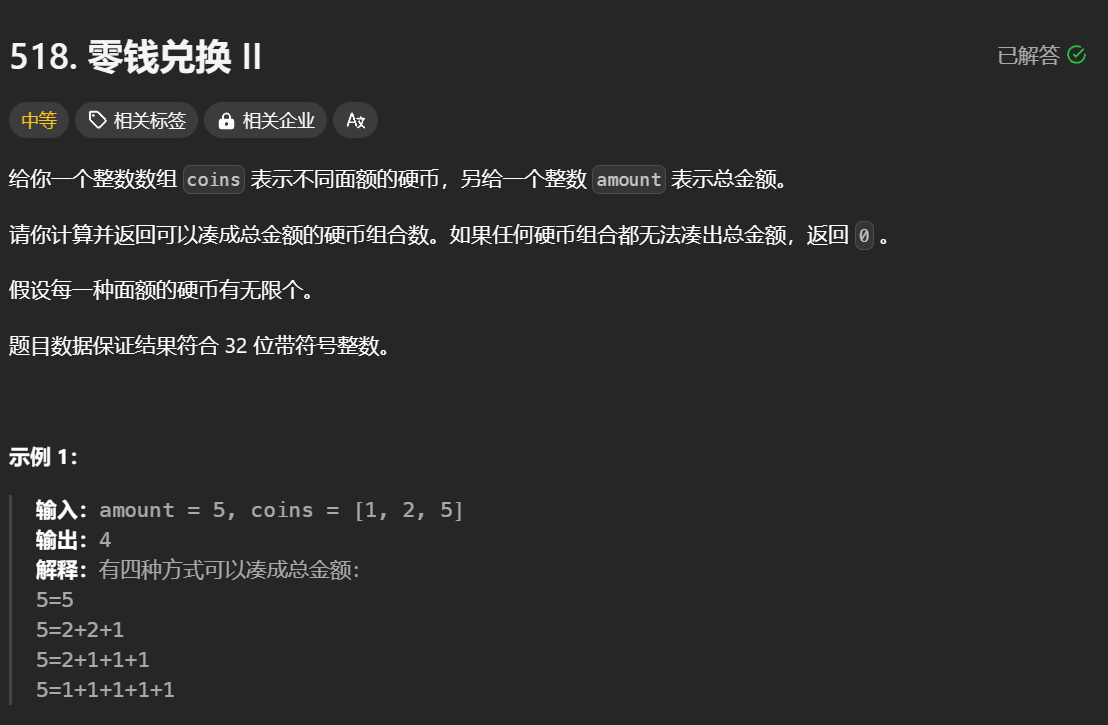 518. 零钱兑换 II
已解答
中等
相关标签
相关企业
给你一个整数数组 coins 表示不同面额的硬币，另给一个整数 amount 表示总金额。
请你计算并返回可以凑成总金额的硬币组合数。如果任何硬币组合都无法凑出总金额，返回 0 。
假设每一种面额的硬币有无限个。
题目数据保证结果符合 32 位带符号整数。
示例 1：
输入：amount = 5, coins = [1, 2, 5]
输出：4
解释：有四种方式可以凑成总金额：
5=5
5=2+2+1
5=2+1+1+1
5=1+1+1+1+1